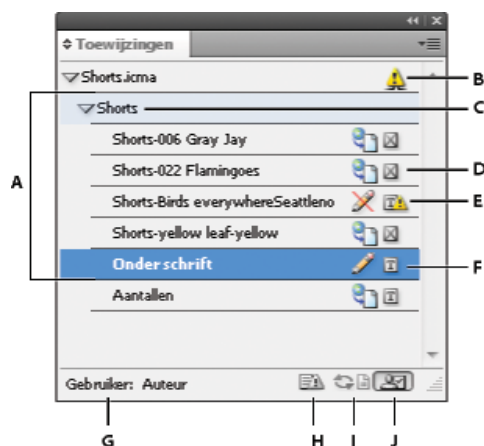 Toewijzingen
Shorts.icma
B
Shorts
C
Shorts-006 Gray Jay
Shorts-022 Flamingoes
D
A
Shorts-Birds everywhereSeattleno
E
Shorts-yellow leaf-yellow
Onder schrift
F
Aantallen
Gebruiker: Auteur
G
H
I
J